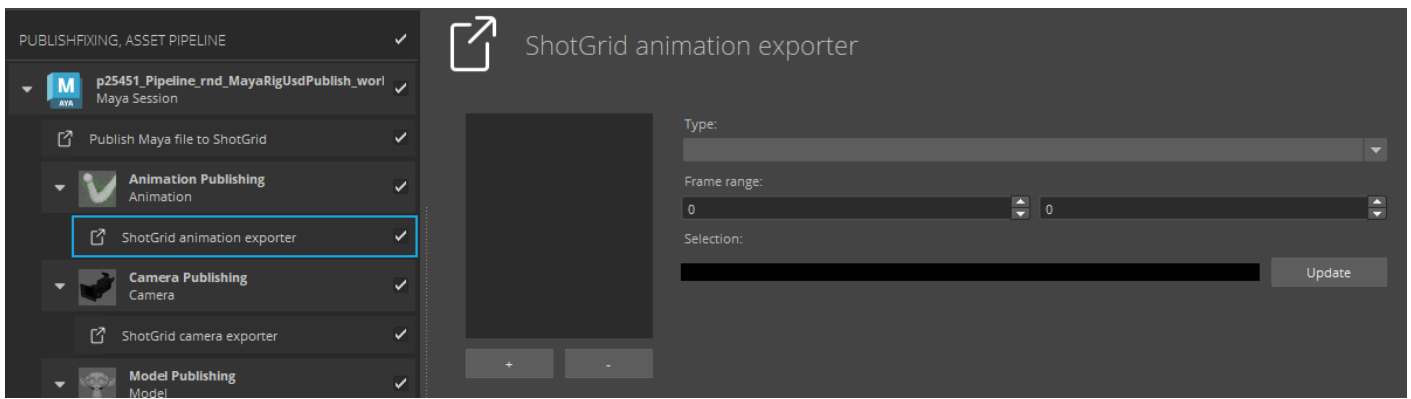 PUBLISHFIXING, ASSET PIPELINE
p25451_Pipeline_rnd_MayaRigUsdPublish_worl
Maya Session
M
AYA
Publish Maya file to ShotGrid
Animation Publishing
Animation
ShotGrid animation exporter
Camera Publishing
Camera
ShotGrid camera exporter
Model Publishing
Model
ShotGrid animation exporter
Type:
Frame range:
0
0
Selection:
Update
+
-